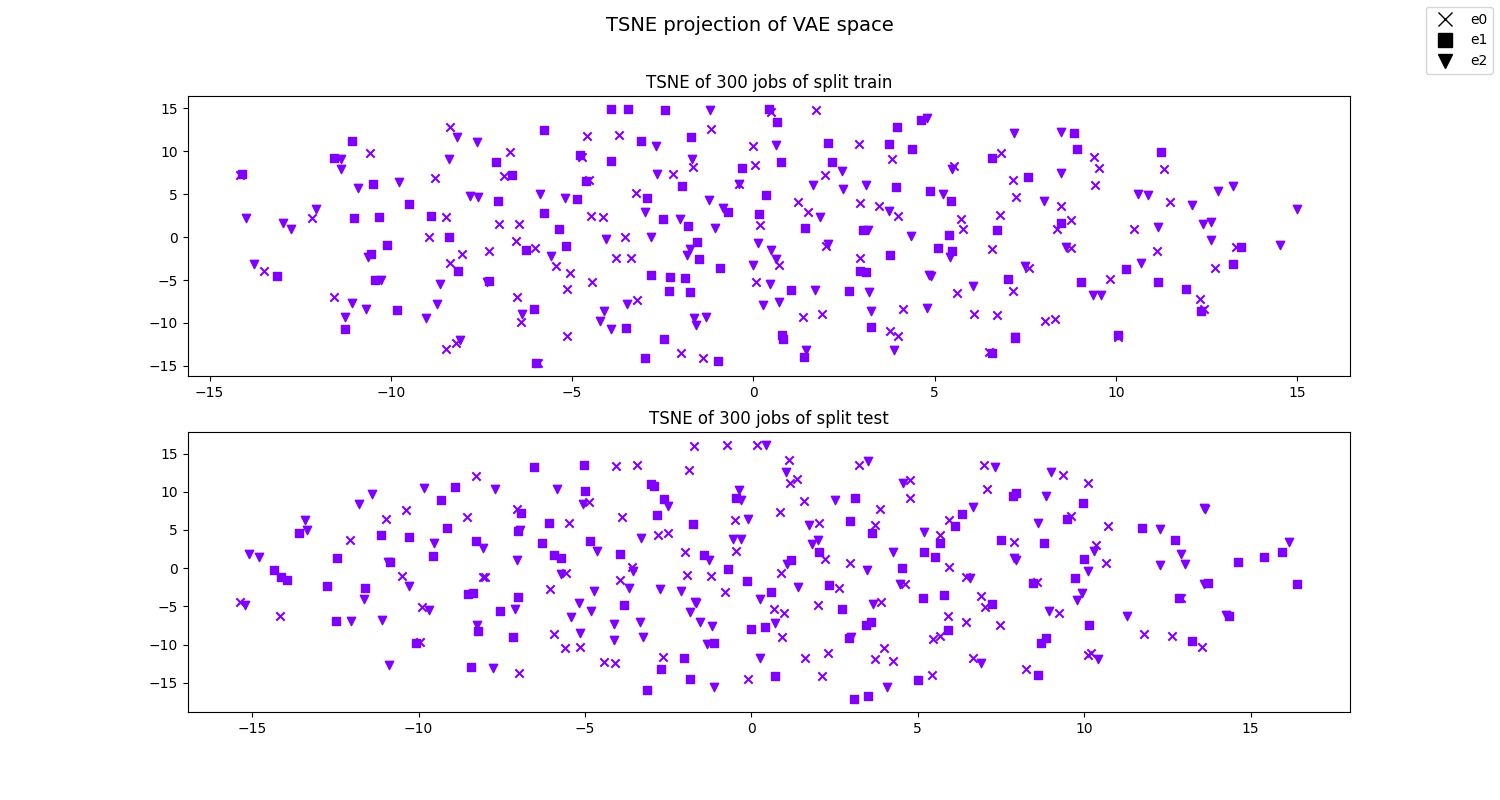 TSNE projection of VAE space
e0
e1
e2
TSNE of 300 jobs of split train
15
10
5
0
−5
−10
−15
−15 −10 −5 0 5 10 15
TSNE of 300 jobs of split test
15
10
5
0
−5
−10
−15
−15 −10 −5 0 5 10 15